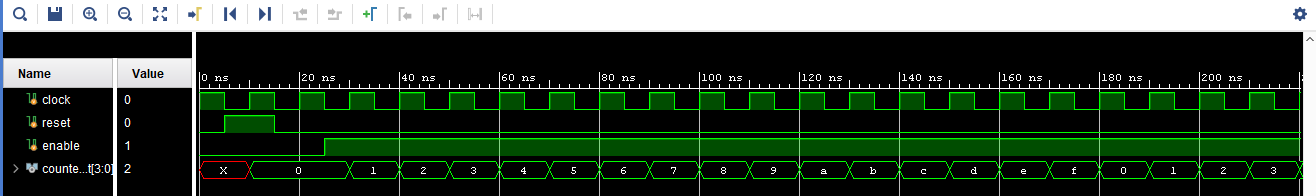 Name Value
0 ns 20 ns 40 ns 60 ns 80 ns 100 ns 120 ns 140 ns 160 ns 180 ns 200 ns
clock 0
reset 0
enable 1
counte...t[3:0] 2 X 0 1 2 3 4 5 6 7 8 9 a b c d e f 0 1 2 3